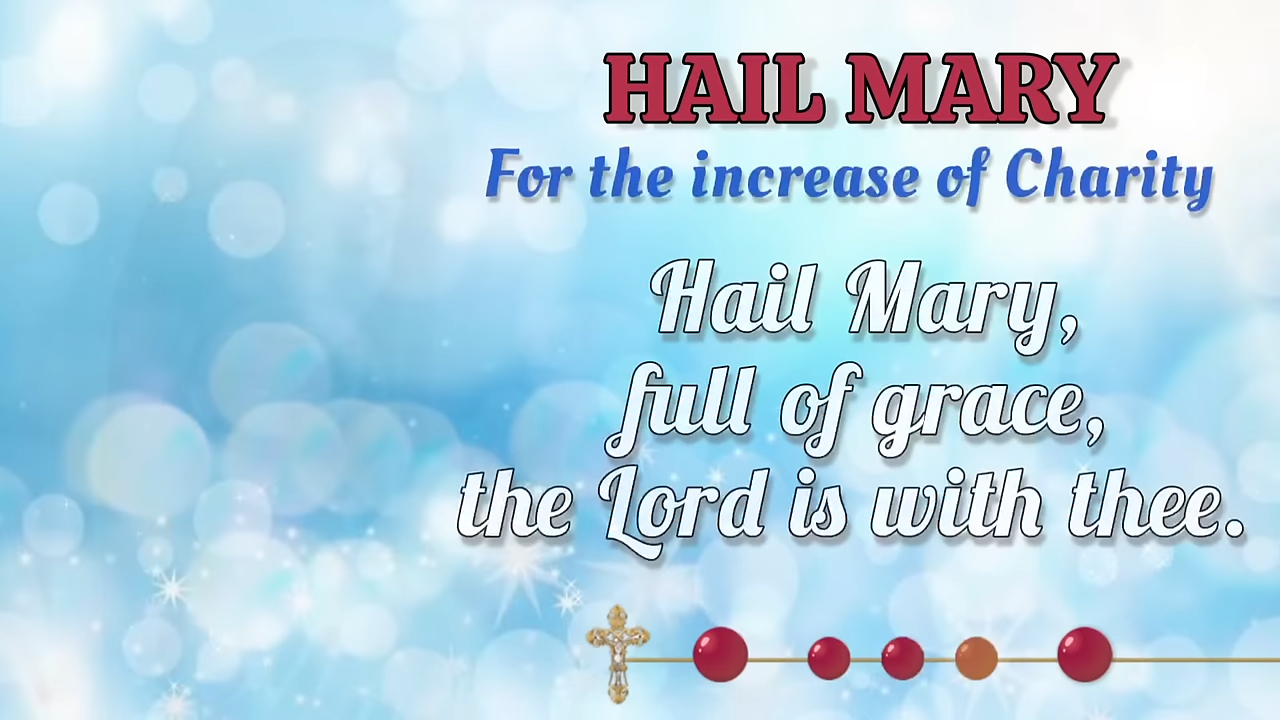 HAIL MARY
For the increase of Charity
Hail Mary,
full of grace,
the Lord is with thee.